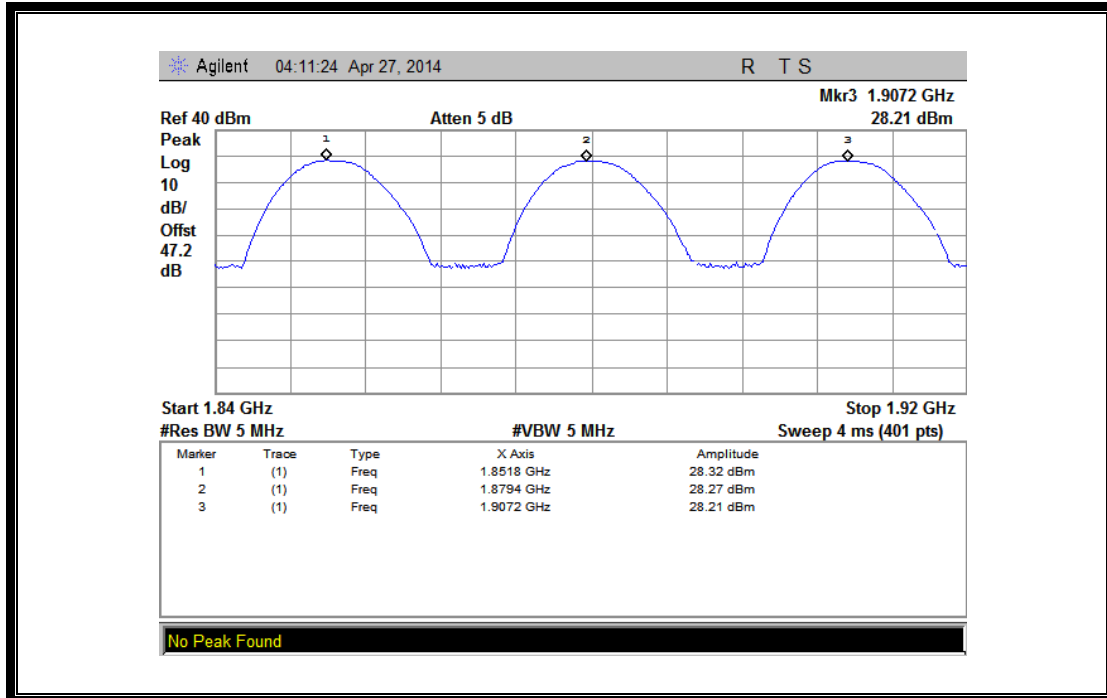 Agilent 04:11:24 Apr 27, 2014 R T S
Mkr3 1.9072 GHz
Ref 40 dBm Atten 5 dB 28.21 dBm
Peak
Log
10
dB/
Offst
47.2
dB
1 2 3
Start 1.84 GHz Stop 1.92 GHz
#Res BW 5 MHz #VBW 5 MHz Sweep 4 ms (401 pts)
Marker Trace Type X Axis Amplitude
1 (1) Freq 1.8518 GHz 28.32 dBm
2 (1) Freq 1.8794 GHz 28.27 dBm
3 (1) Freq 1.9072 GHz 28.21 dBm
No Peak Found